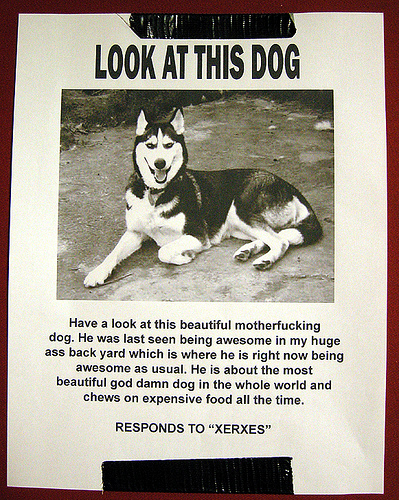 LOOK AT THIS DOG
Have a look at this beautiful motherfucking
dog. He was last seen being awesome in my huge
ass back yard which is where he is right now being
awesome as usual. He is about the most
beautiful god damn dog in the whole world and
chews on expensive food all the time.
RESPONDS TO “XERXES”